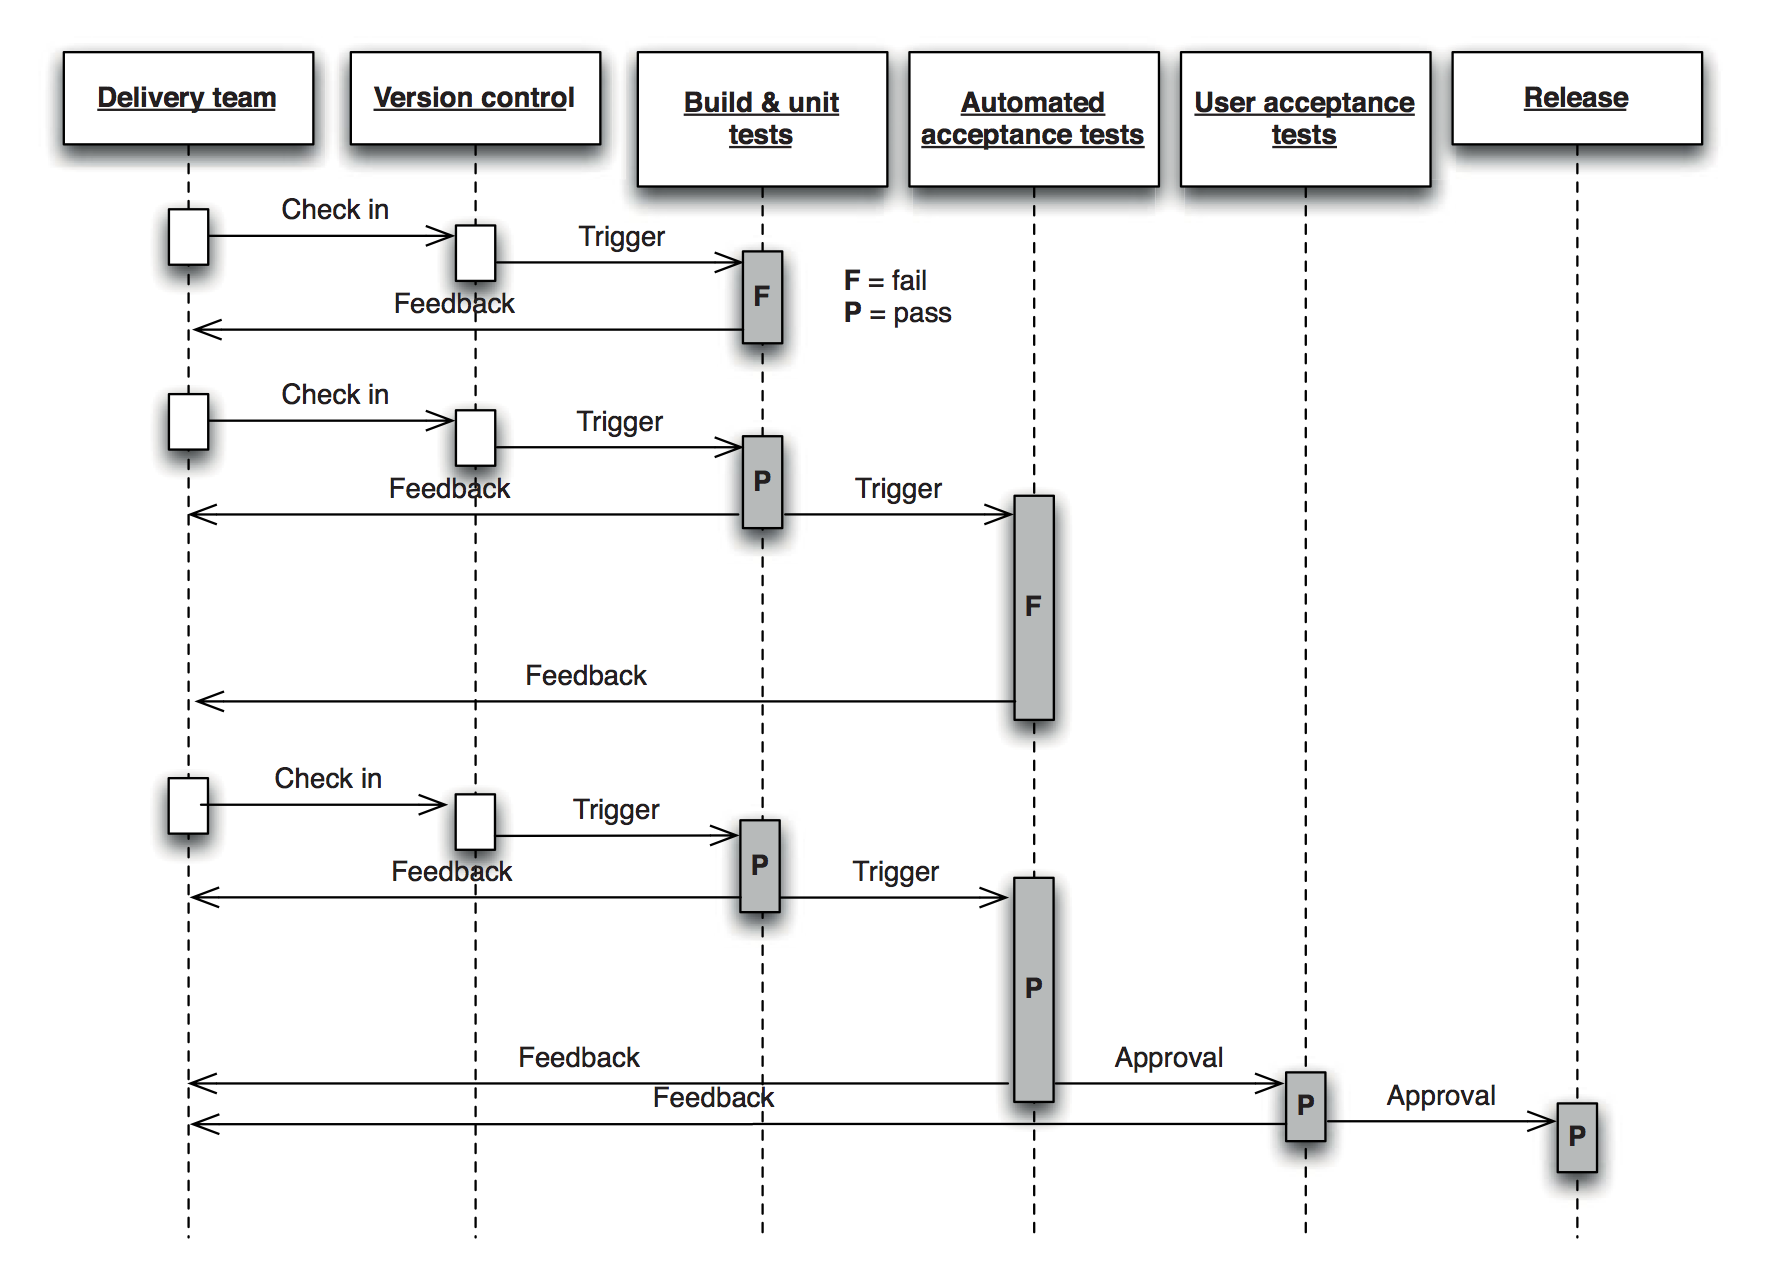 Delivery team
Version control
Build & unit
tests
Automated
acceptance tests
User acceptance
tests
Release
Check in
Trigger
F = fail
P = pass
F
Feedback
Check in
Trigger
P
Feedback
Trigger
F
Feedback
Check in
Trigger
P
Feedback
Trigger
P
Feedback
Approval
Feedback
P
Approval
P